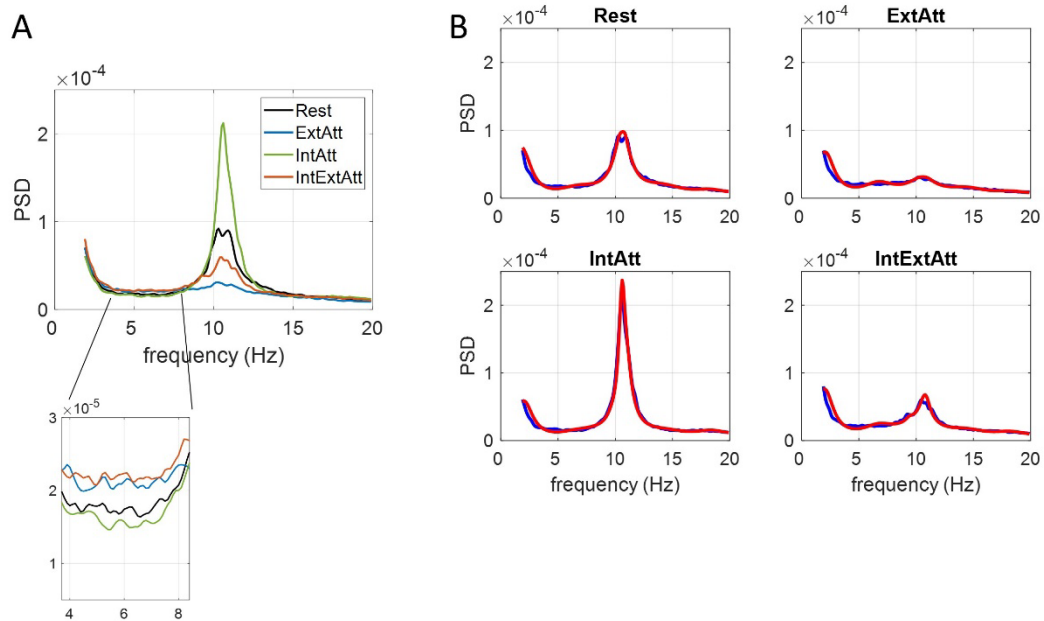 A
×10⁻⁴
2
1
0
PSD
0 5 10 15 20
frequency (Hz)
Rest
ExtAtt
IntAtt
IntExtAtt
×10⁻⁵
3
2
1
4 6 8
B
Rest
×10⁻⁴
2
1
0
PSD
0 5 10 15 20
ExtAtt
×10⁻⁴
2
1
0
0 5 10 15 20
IntAtt
×10⁻⁴
2
1
0
PSD
0 5 10 15 20
frequency (Hz)
IntExtAtt
×10⁻⁴
2
1
0
0 5 10 15 20
frequency (Hz)